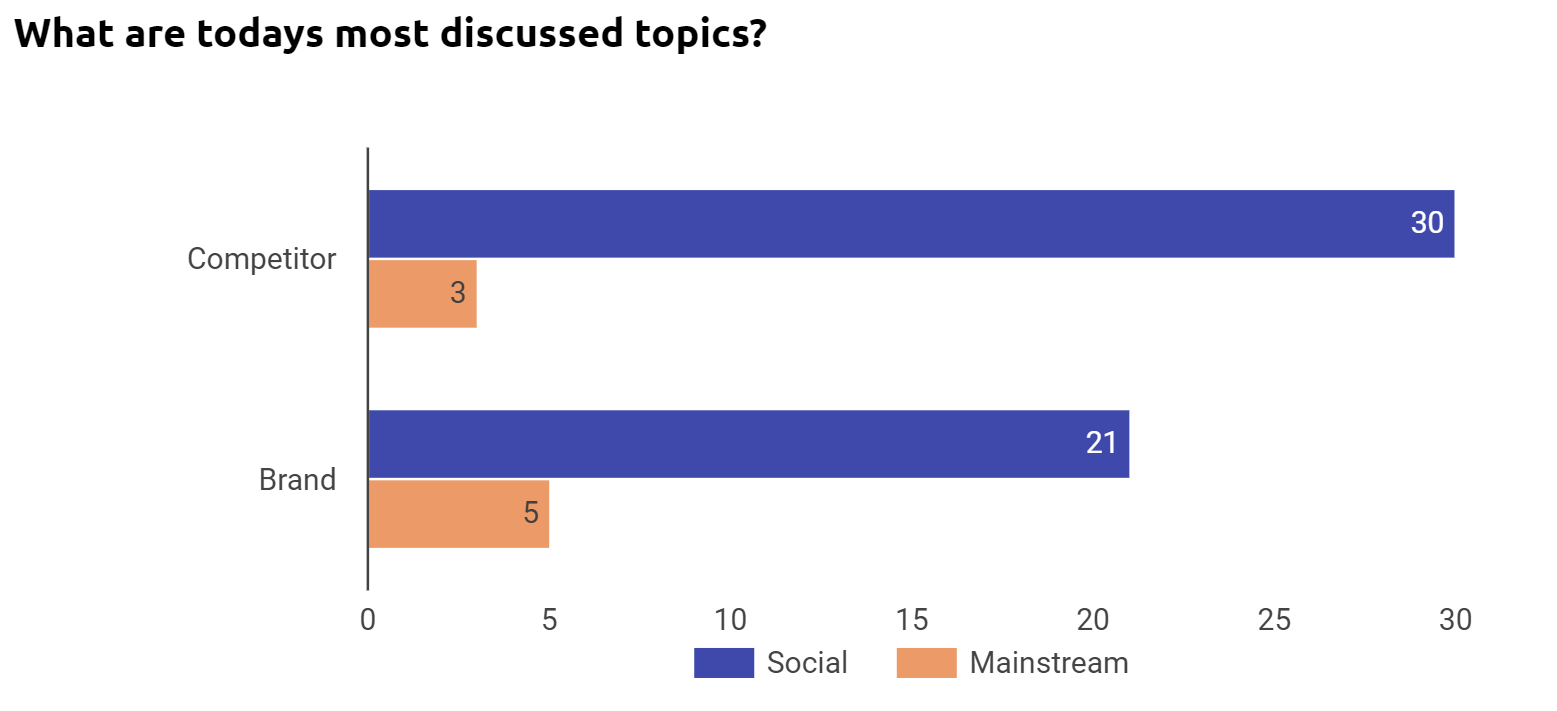 What are todays most discussed topics?
Competitor
30
3
Brand
21
5
0 5 10 15 20 25 30
Social Mainstream